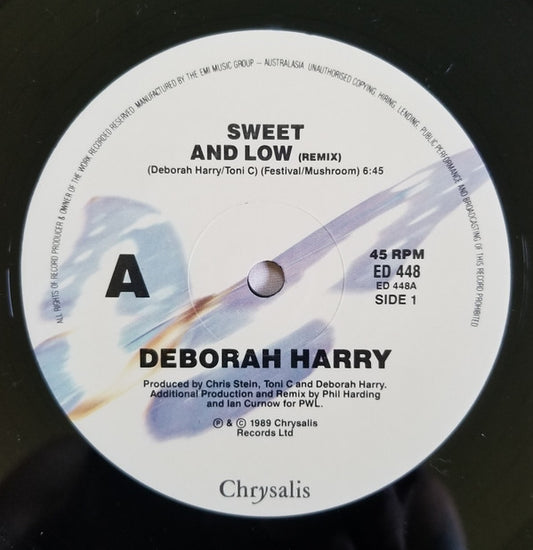 ALL RIGHTS OF RECORD PRODUCER & OWNER OF THE WORK RECORDED RESERVED. MANUFACTURED BY THE EMI MUSIC GROUP – AUSTRALASIA UNAUTHORISED COPYING, HIRING, LENDING, PUBLIC PERFORMANCE AND BROADCASTING OF THIS RECORD PROHIBITED
SWEET
AND LOW (REMIX)
(Deborah Harry/Toni C) (Festival/Mushroom) 6:45
A
45 RPM
ED 448
ED 448A
SIDE 1
DEBORAH HARRY
Produced by Chris Stein, Toni C and Deborah Harry.
Additional Production and Remix by Phil Harding
and Ian Curnow for PWL.
℗ & © 1989 Chrysalis
Records Ltd
Chrysalis